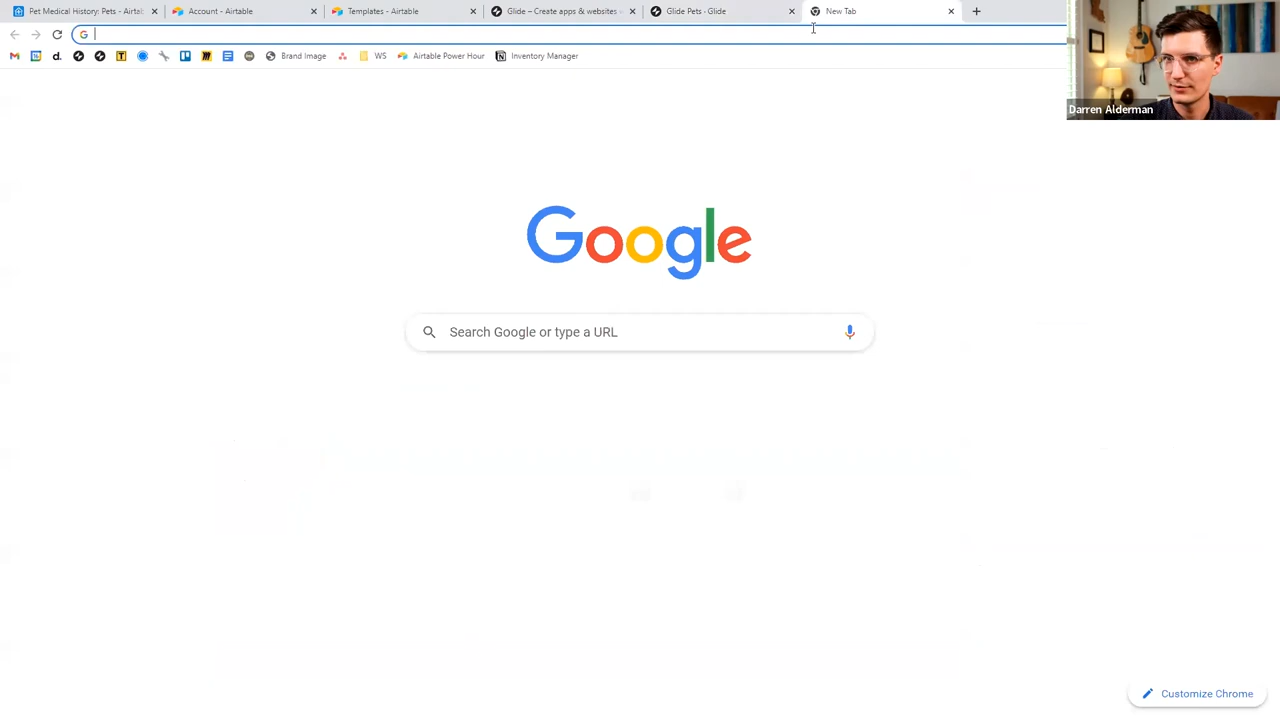 Pet Medical History: Pets - Airtab
Account - Airtable
Templates - Airtable
Glide – Create apps & websites w
Glide Pets · Glide
New Tab
WS
Brand Image
Airtable Power Hour
Inventory Manager
Darren Alderman
Google
Search Google or type a URL
Customize Chrome